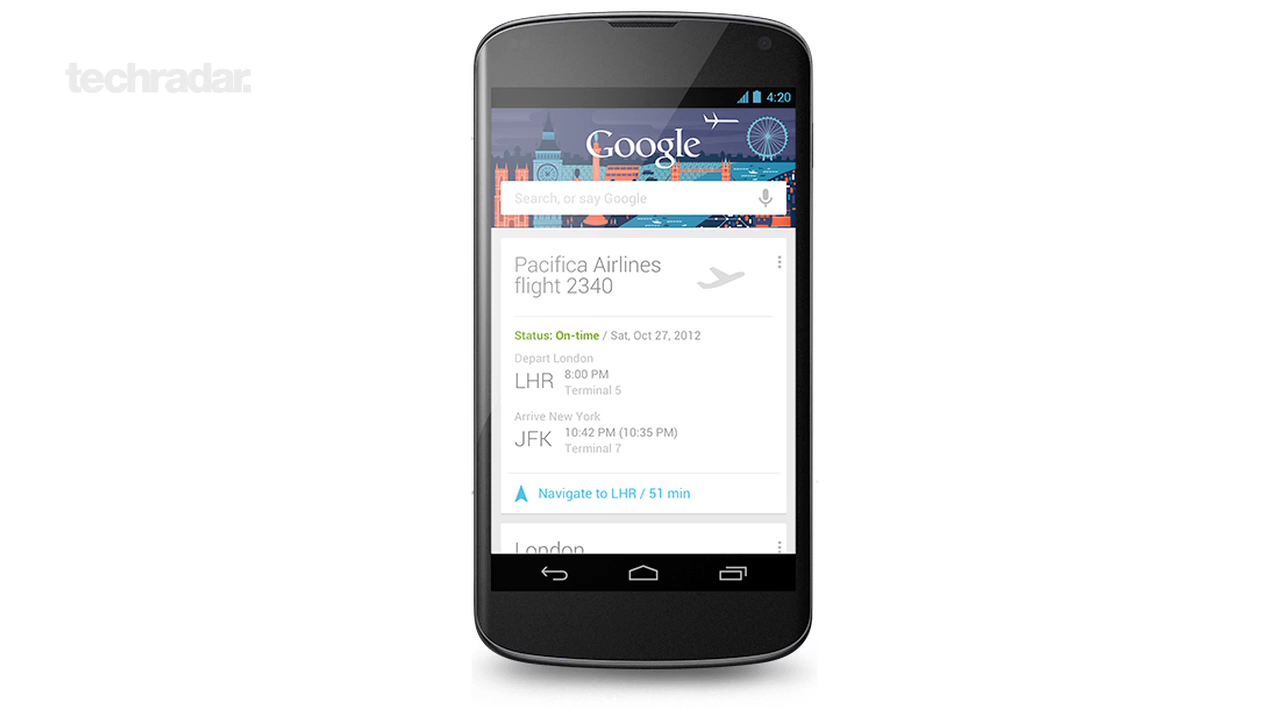 techradar.
4:20
Google
Search, or say Google
Pacifica Airlines
flight 2340
Status: On-time / Sat, Oct 27, 2012
Depart London
LHR 8:00 PM
Terminal 5
Arrive New York
JFK 10:42 PM (10:35 PM)
Terminal 7
Navigate to LHR / 51 min
London